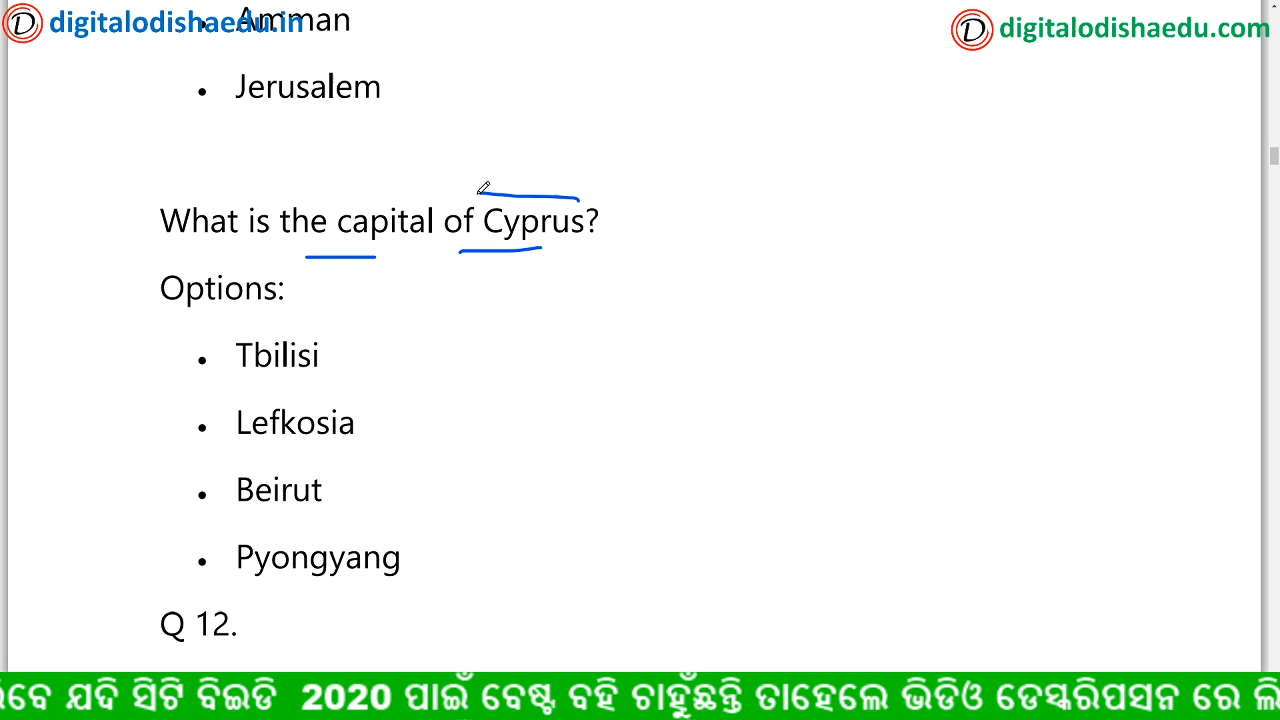 Amman
digitalodishaedu.in
digitalodishaedu.com
Jerusalem
What is the capital of Cyprus?
Options:
Tbilisi
Lefkosia
Beirut
Pyongyang
Q 12.
ଯଦି ସିଟି ବିଇଡି 2020 ପାଇଁ ବେଷ୍ଟ ବହି ଚାହୁଁଛନ୍ତି ତାହେଲେ ଭିଡିଓ ଡେସ୍କରିପସନ ରେ